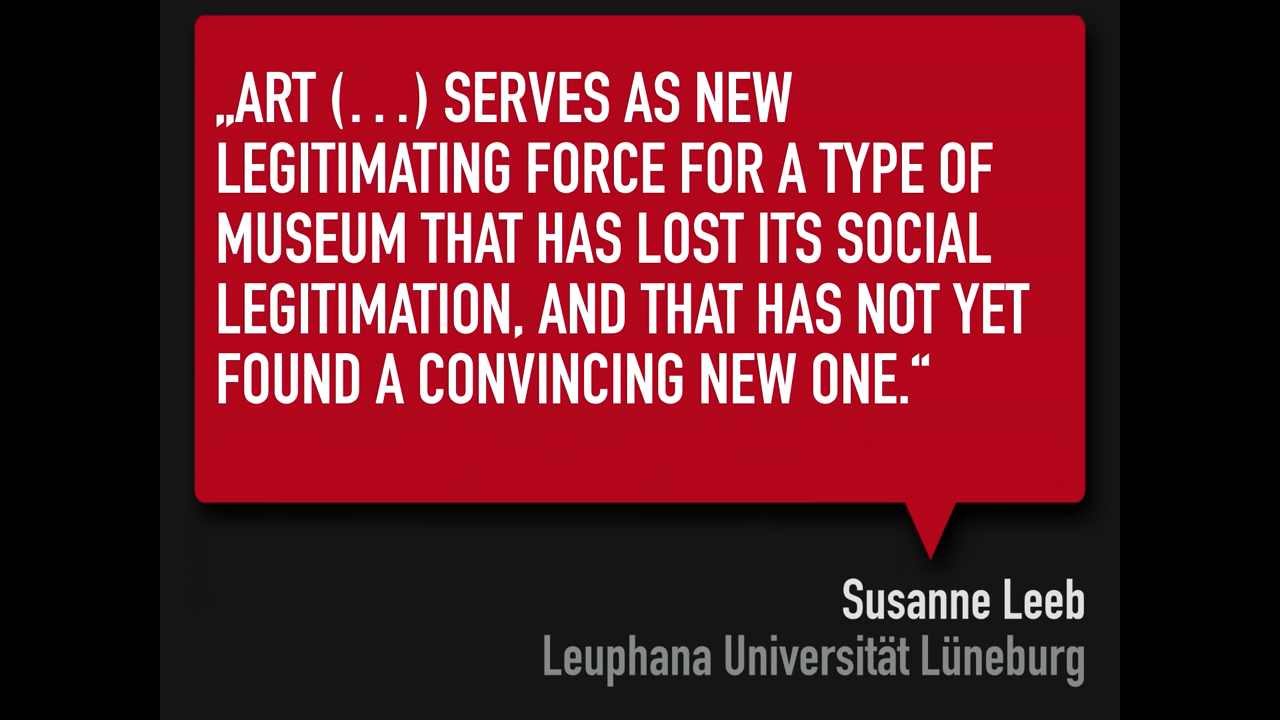 „ART (...) SERVES AS NEW
LEGITIMATING FORCE FOR A TYPE OF
MUSEUM THAT HAS LOST ITS SOCIAL
LEGITIMATION, AND THAT HAS NOT YET
FOUND A CONVINCING NEW ONE.“
Susanne Leeb
Leuphana Universität Lüneburg